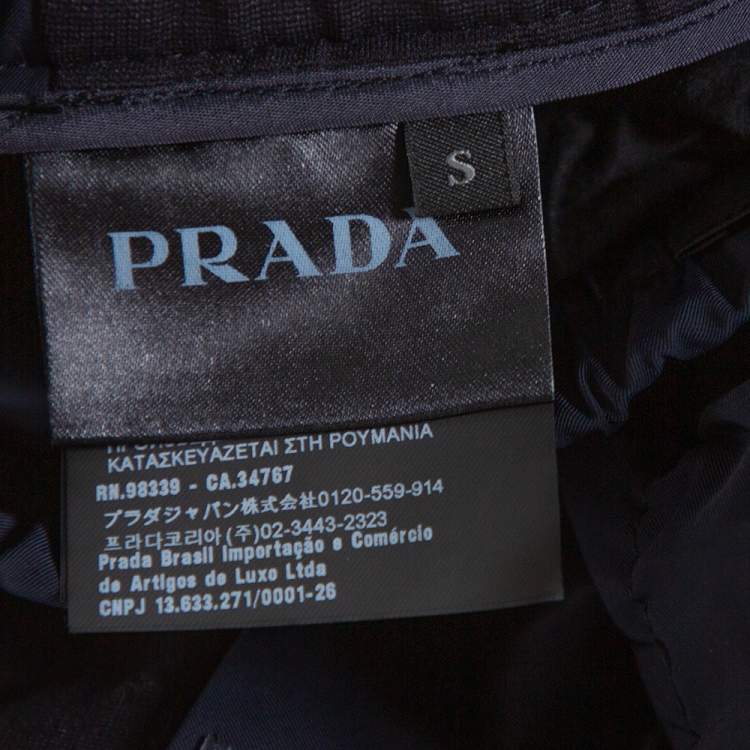 S
PRADA
ΚΑΤΑΣΚΕΥΑΖΕΤΑΙ ΣΤΗ ΡΟΥΜΑΝΙΑ
RN.98339 - CA.34767
プラダジャパン株式会社0120-559-914
프라다코리아 (주)02-3443-2323
Prada Brasil Importação e Comércio
de Artigos de Luxo Ltda
CNPJ 13.633.271/0001-26